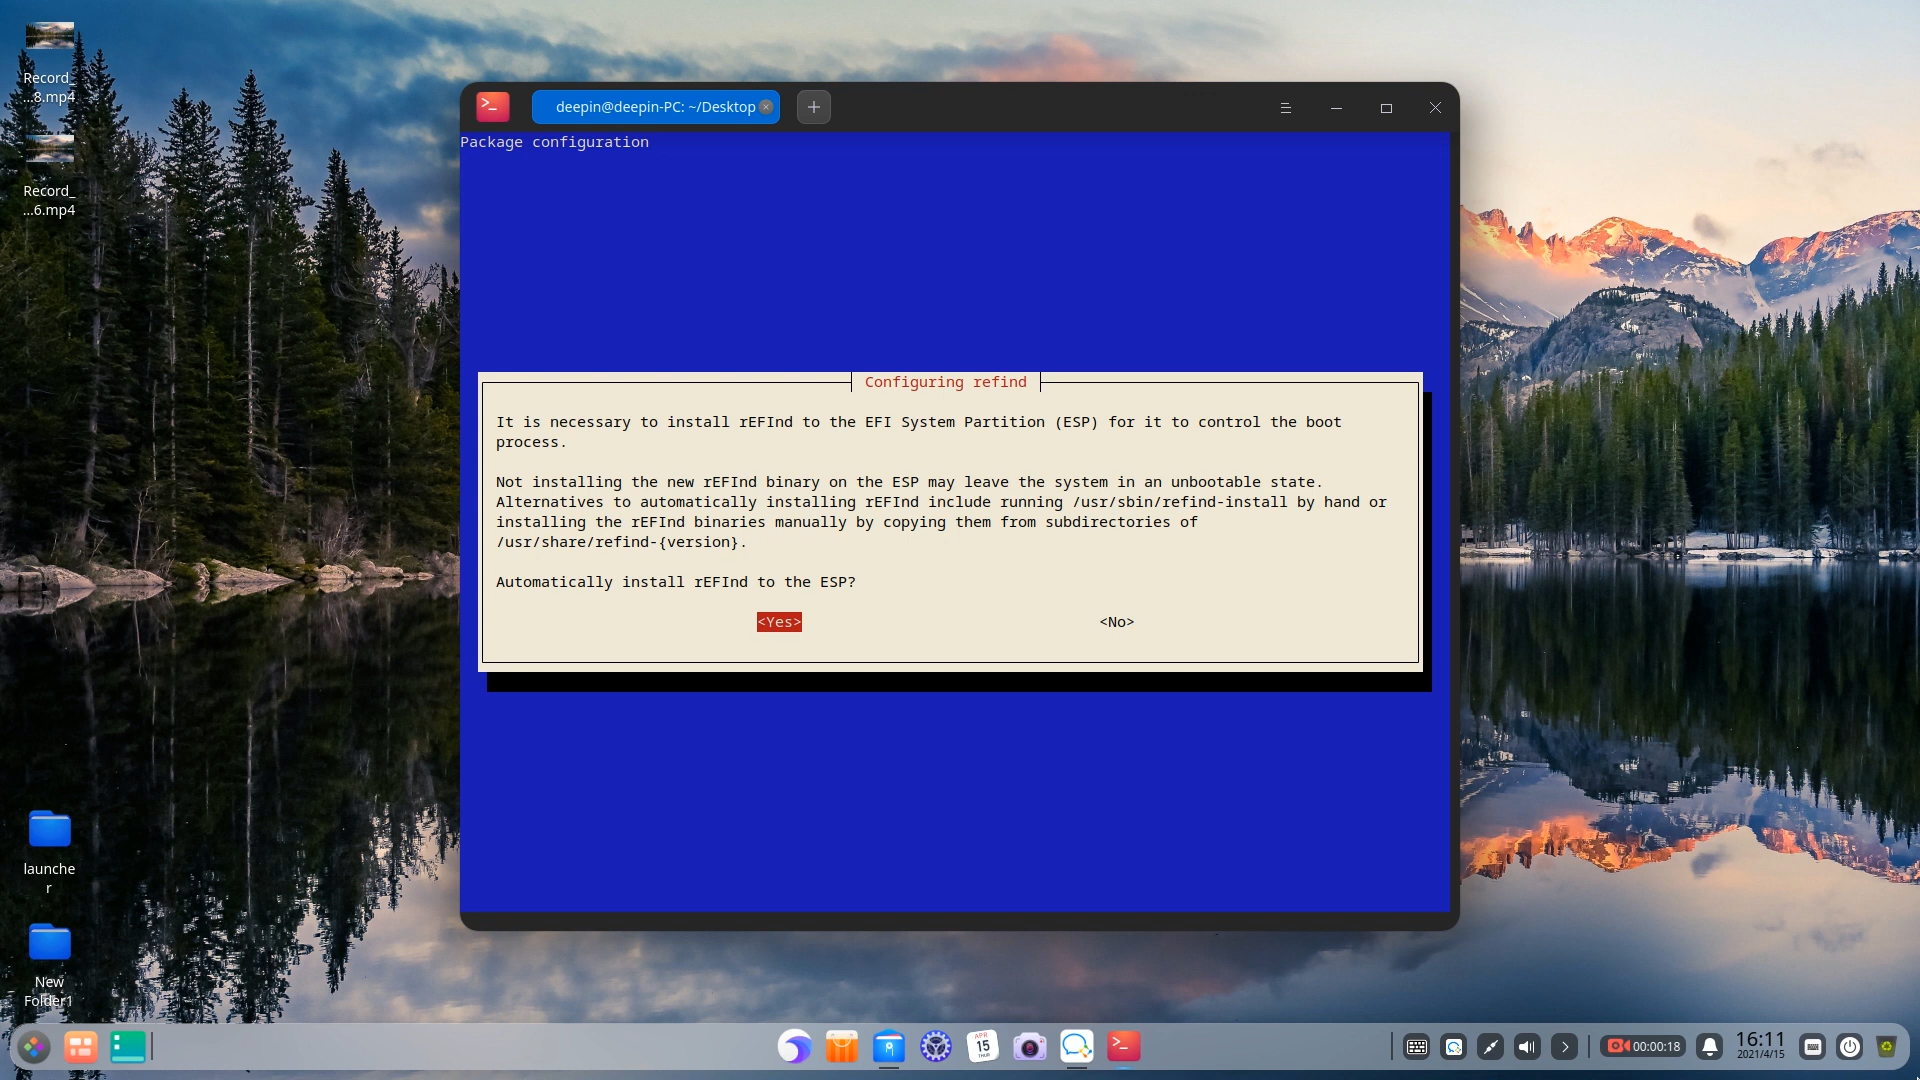 Record_
...8.mp4
Record_
...6.mp4
launche
r
New
Folder1
deepin@deepin-PC: ~/Desktop
Package configuration
Configuring refind
It is necessary to install rEFInd to the EFI System Partition (ESP) for it to control the boot
process.
Not installing the new rEFInd binary on the ESP may leave the system in an unbootable state.
Alternatives to automatically installing rEFInd include running /usr/sbin/refind-install by hand or
installing the rEFInd binaries manually by copying them from subdirectories of
/usr/share/refind-{version}.
Automatically install rEFInd to the ESP?
<Yes> <No>
APR
15
THUR
00:00:18
16:11
2021/4/15